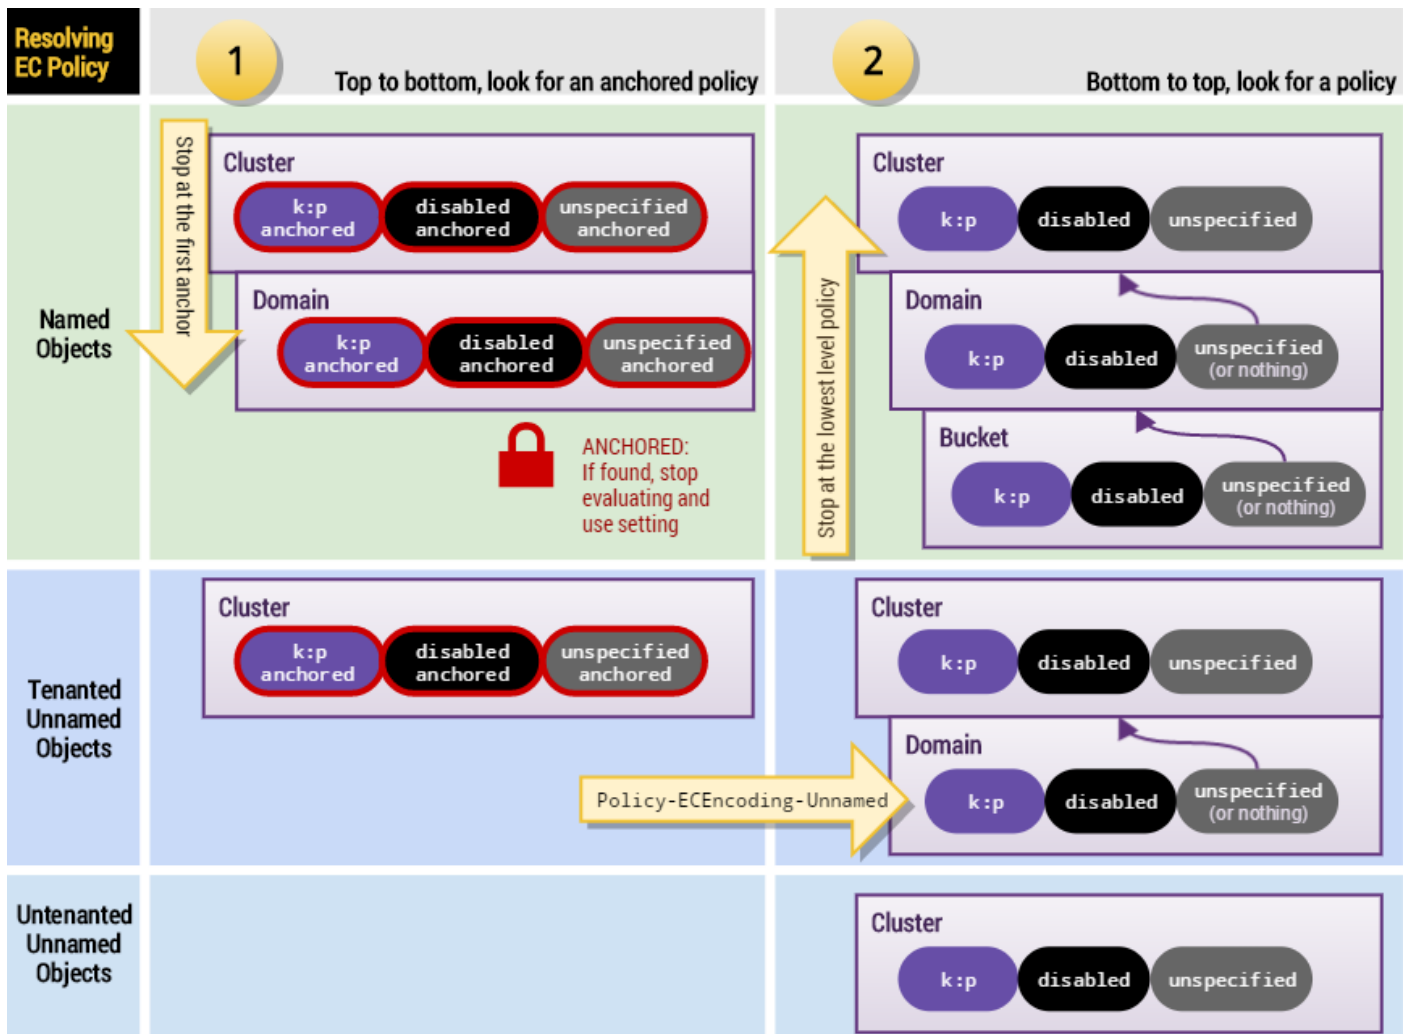 Resolving
EC Policy
1
Top to bottom, look for an anchored policy
2
Bottom to top, look for a policy
Named
Objects
Stop at the first anchor
Cluster
k:p
anchored
disabled
anchored
unspecified
anchored
Domain
k:p
anchored
disabled
anchored
unspecified
anchored
ANCHORED:
If found, stop
evaluating and
use setting
Stop at the lowest level policy
Cluster
k:p
disabled
unspecified
Domain
k:p
disabled
unspecified
(or nothing)
Bucket
k:p
disabled
unspecified
(or nothing)
Tenanted
Unnamed
Objects
Cluster
k:p
anchored
disabled
anchored
unspecified
anchored
Policy-ECEncoding-Unnamed
Cluster
k:p
disabled
unspecified
Domain
k:p
disabled
unspecified
(or nothing)
Untenanted
Unnamed
Objects
Cluster
k:p
disabled
unspecified